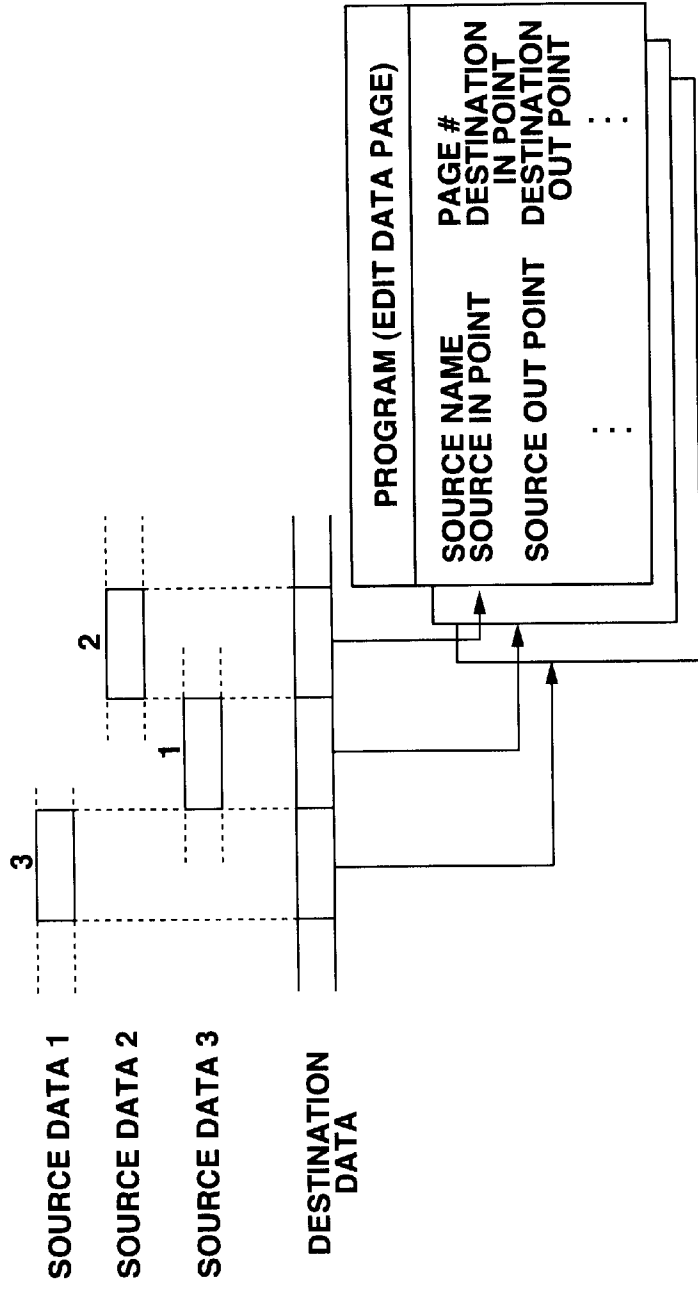 SOURCE DATA 1
3
SOURCE DATA 2
2
SOURCE DATA 3
1
DESTINATION
DATA
PROGRAM (EDIT DATA PAGE)
SOURCE NAME PAGE #
SOURCE IN POINT DESTINATION
IN POINT
SOURCE OUT POINT DESTINATION
OUT POINT
... ...